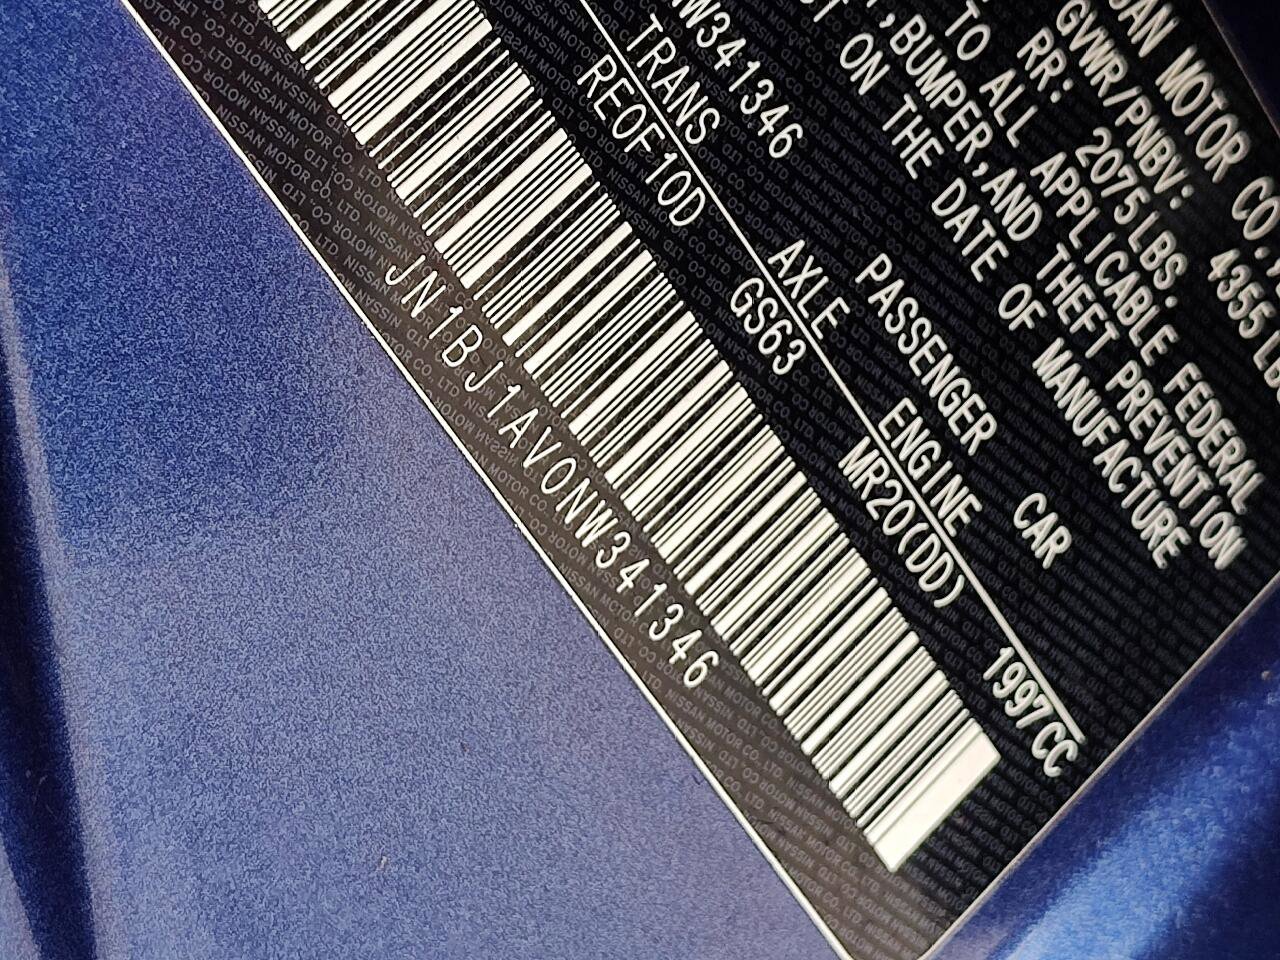 SAN MOTOR CO.,
GVWR/PNBV: 4355 LB
RR: 2075 LBS.
TO ALL APPLICABLE FEDERAL
,BUMPER,AND THEFT PREVENTION
ON THE DATE OF MANUFACTURE
W341346 PASSENGER CAR
TRANS AXLE ENGINE
RE0F10D GS63 MR20(DD) 1997CC
JN1BJ1AV0NW341346